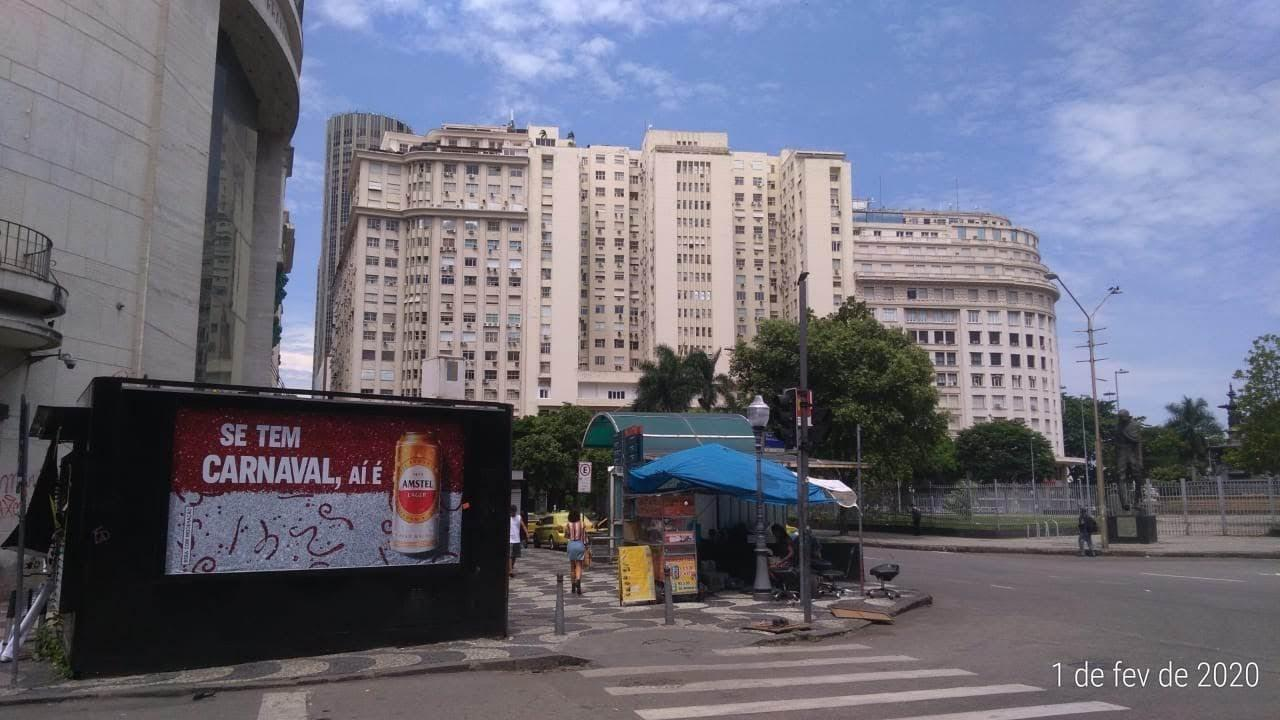 SE TEM
CARNAVAL, AÍ É
AMSTEL
LAGER
E
1 de fev de 2020